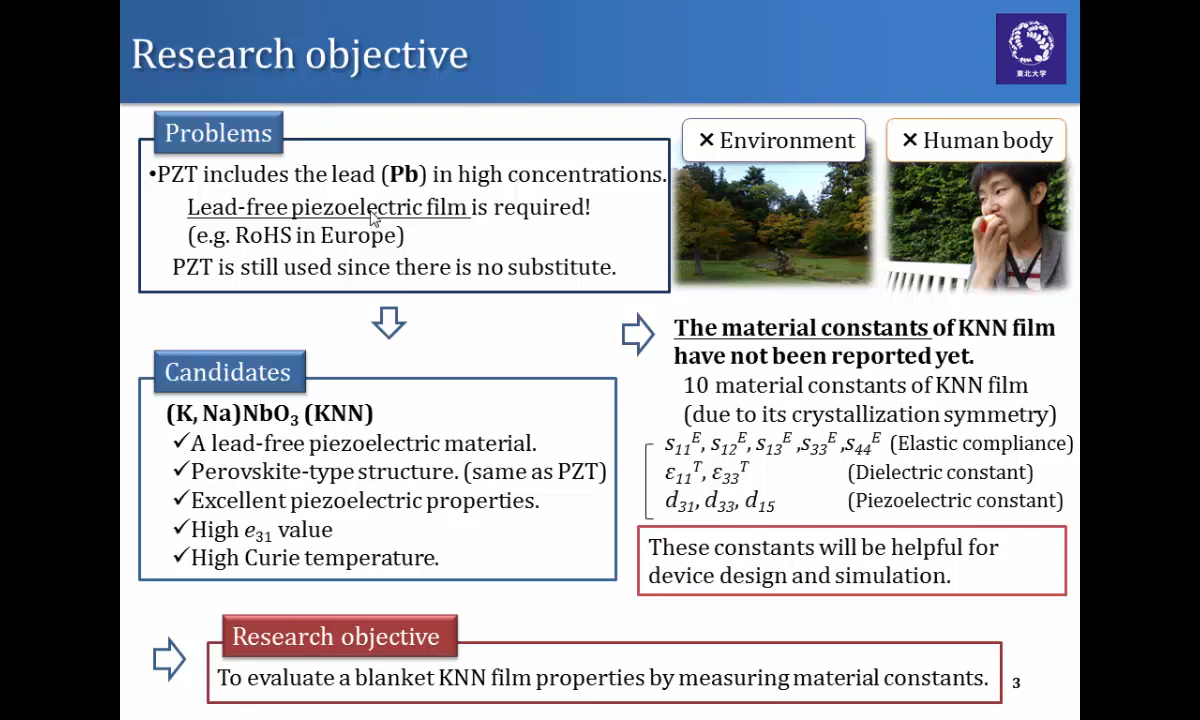 Research objective
東北大学
Problems
•PZT includes the lead (Pb) in high concentrations.
Lead-free piezoelectric film is required!
(e.g. RoHS in Europe)
PZT is still used since there is no substitute.
× Environment
× Human body
Candidates
(K, Na)NbO₃ (KNN)
✓A lead-free piezoelectric material.
✓Perovskite-type structure. (same as PZT)
✓Excellent piezoelectric properties.
✓High e₃₁ value
✓High Curie temperature.
The material constants of KNN film
have not been reported yet.
10 material constants of KNN film
(due to its crystallization symmetry)
s₁₁ᴱ, s₁₂ᴱ, s₁₃ᴱ ,s₃₃ᴱ ,s₄₄ᴱ (Elastic compliance)
ε₁₁ᵀ, ε₃₃ᵀ (Dielectric constant)
d₃₁, d₃₃, d₁₅ (Piezoelectric constant)
These constants will be helpful for
device design and simulation.
Research objective
To evaluate a blanket KNN film properties by measuring material constants.
3